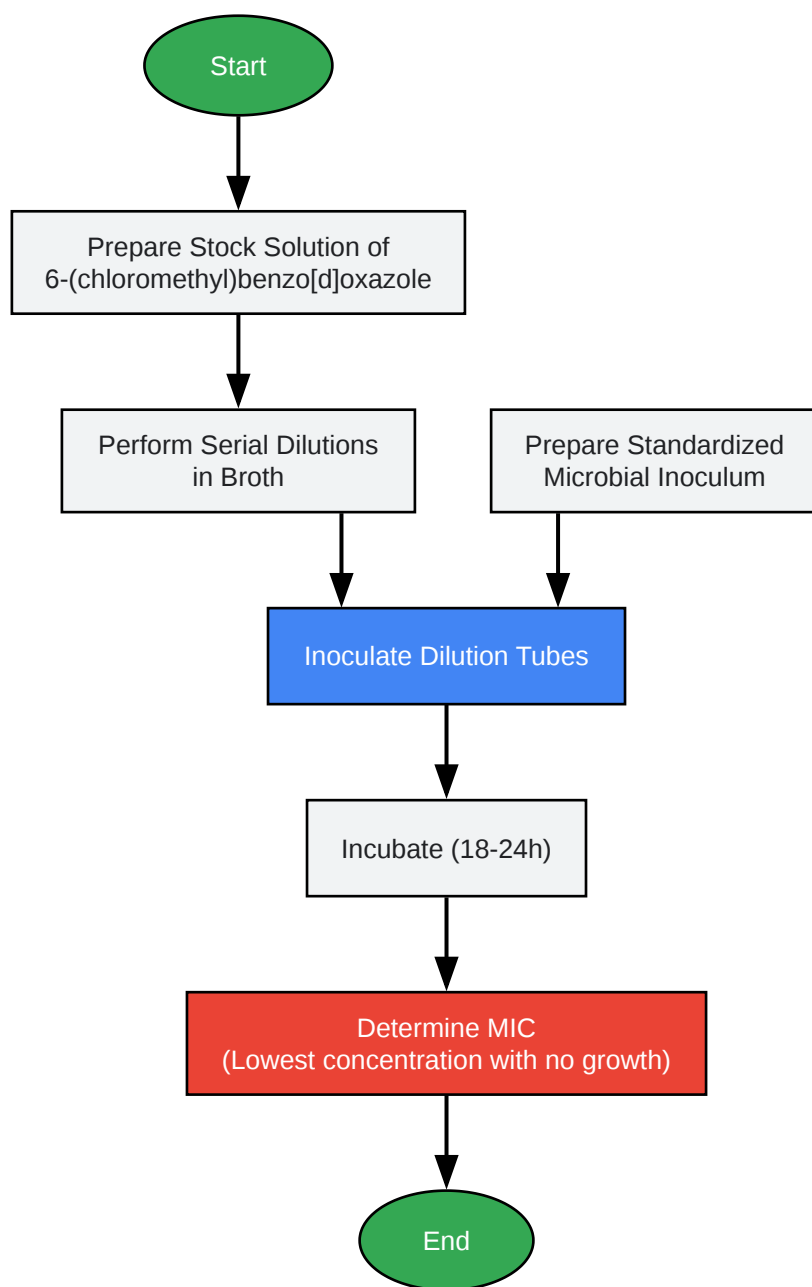 Start
Prepare Stock Solution of
6-(chloromethyl)benzo[d]oxazole
Perform Serial Dilutions
in Broth
Prepare Standardized
Microbial Inoculum
Inoculate Dilution Tubes
Incubate (18-24h)
Determine MIC
(Lowest concentration with no growth)
End